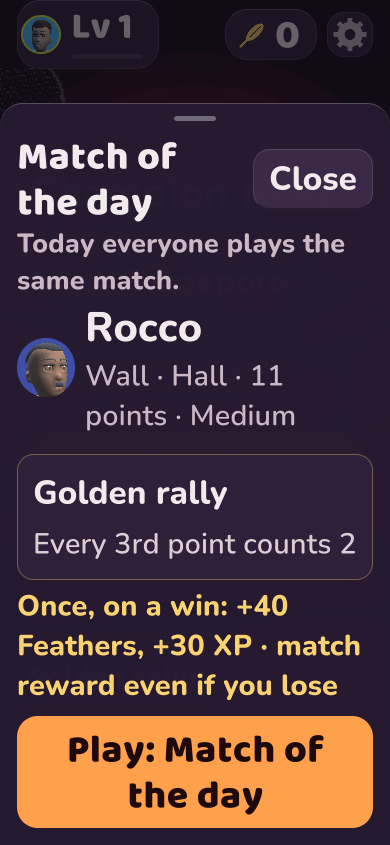 Lv 1
0
Match of
the day
Close
Today everyone plays the
same match.
Rocco
Wall · Hall · 11
points · Medium
Golden rally
Every 3rd point counts 2
Once, on a win: +40
Feathers, +30 XP · match
reward even if you lose
Play: Match of
the day